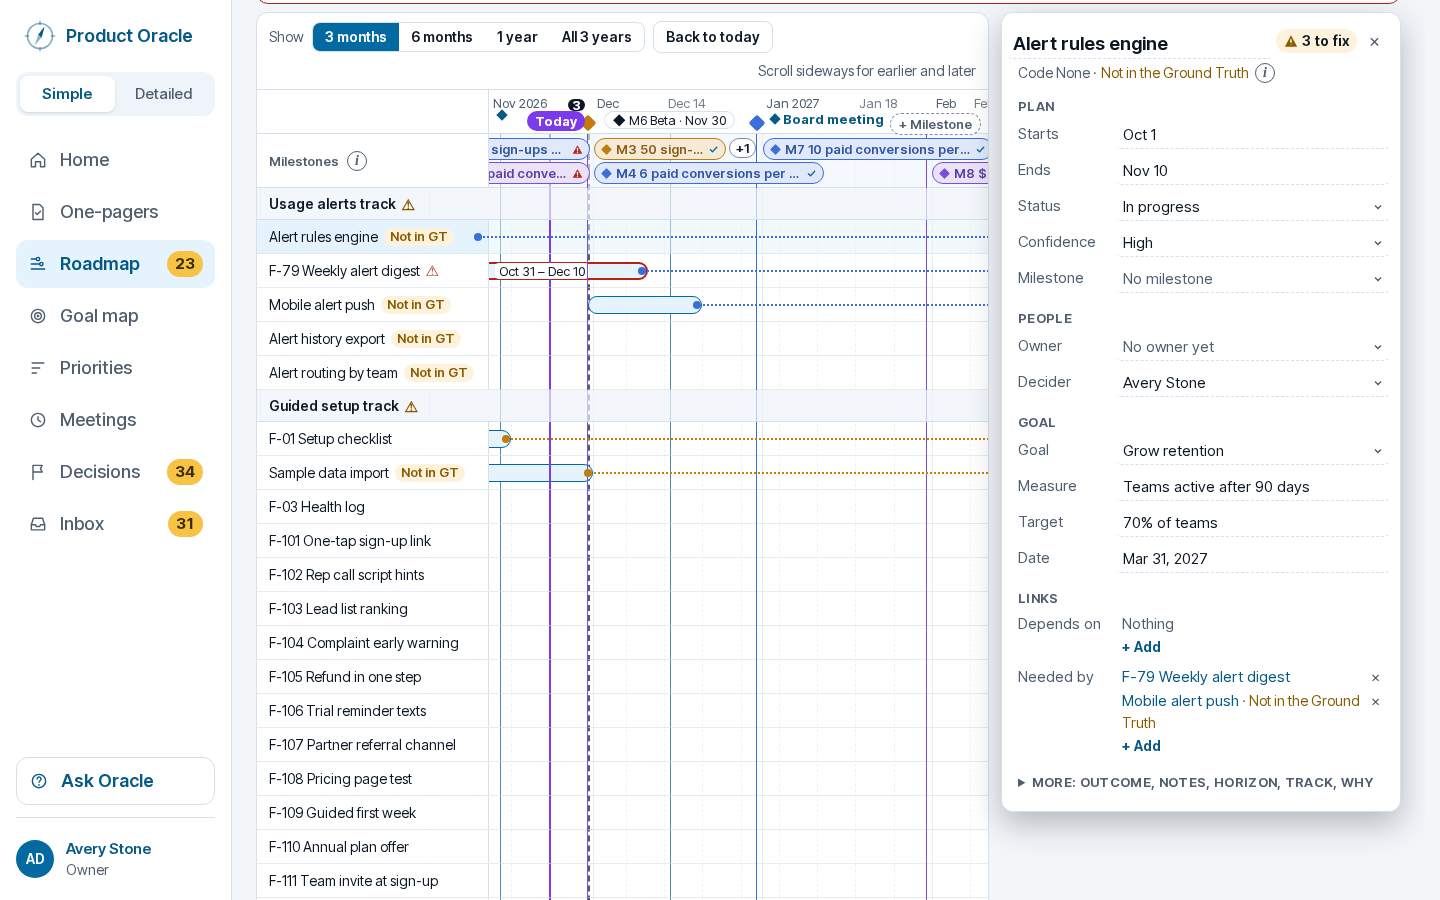 Product Oracle
Simple
Detailed
Home
One-pagers
Roadmap
23
Goal map
Priorities
Meetings
Decisions
34
Inbox
31
Ask Oracle
AD
Avery Stone
Owner
Show
3 months
6 months
1 year
All 3 years
Back to today
Scroll sideways for earlier and later
Nov 2026
3
Dec
Dec 14
Jan 2027
Jan 18
Feb
Today
M6 Beta · Nov 30
Board meeting
+ Milestone
Milestones
i
sign-ups ...
M3 50 sign-...
+1
M7 10 paid conversions per...
paid conve...
M4 6 paid conversions per ...
M8 $
Usage alerts track
Alert rules engine
Not in GT
F-79 Weekly alert digest
Oct 31 – Dec 10
Mobile alert push
Not in GT
Alert history export
Not in GT
Alert routing by team
Not in GT
Guided setup track
F-01 Setup checklist
Sample data import
Not in GT
F-03 Health log
F-101 One-tap sign-up link
F-102 Rep call script hints
F-103 Lead list ranking
F-104 Complaint early warning
F-105 Refund in one step
F-106 Trial reminder texts
F-107 Partner referral channel
F-108 Pricing page test
F-109 Guided first week
F-110 Annual plan offer
F-111 Team invite at sign-up
Alert rules engine
3 to fix
×
Code None · Not in the Ground Truth
i
PLAN
Starts
Oct 1
Ends
Nov 10
Status
In progress
Confidence
High
Milestone
No milestone
PEOPLE
Owner
No owner yet
Decider
Avery Stone
GOAL
Goal
Grow retention
Measure
Teams active after 90 days
Target
70% of teams
Date
Mar 31, 2027
LINKS
Depends on
Nothing
+ Add
Needed by
F-79 Weekly alert digest
×
Mobile alert push · Not in the Ground
Truth
×
+ Add
MORE: OUTCOME, NOTES, HORIZON, TRACK, WHY